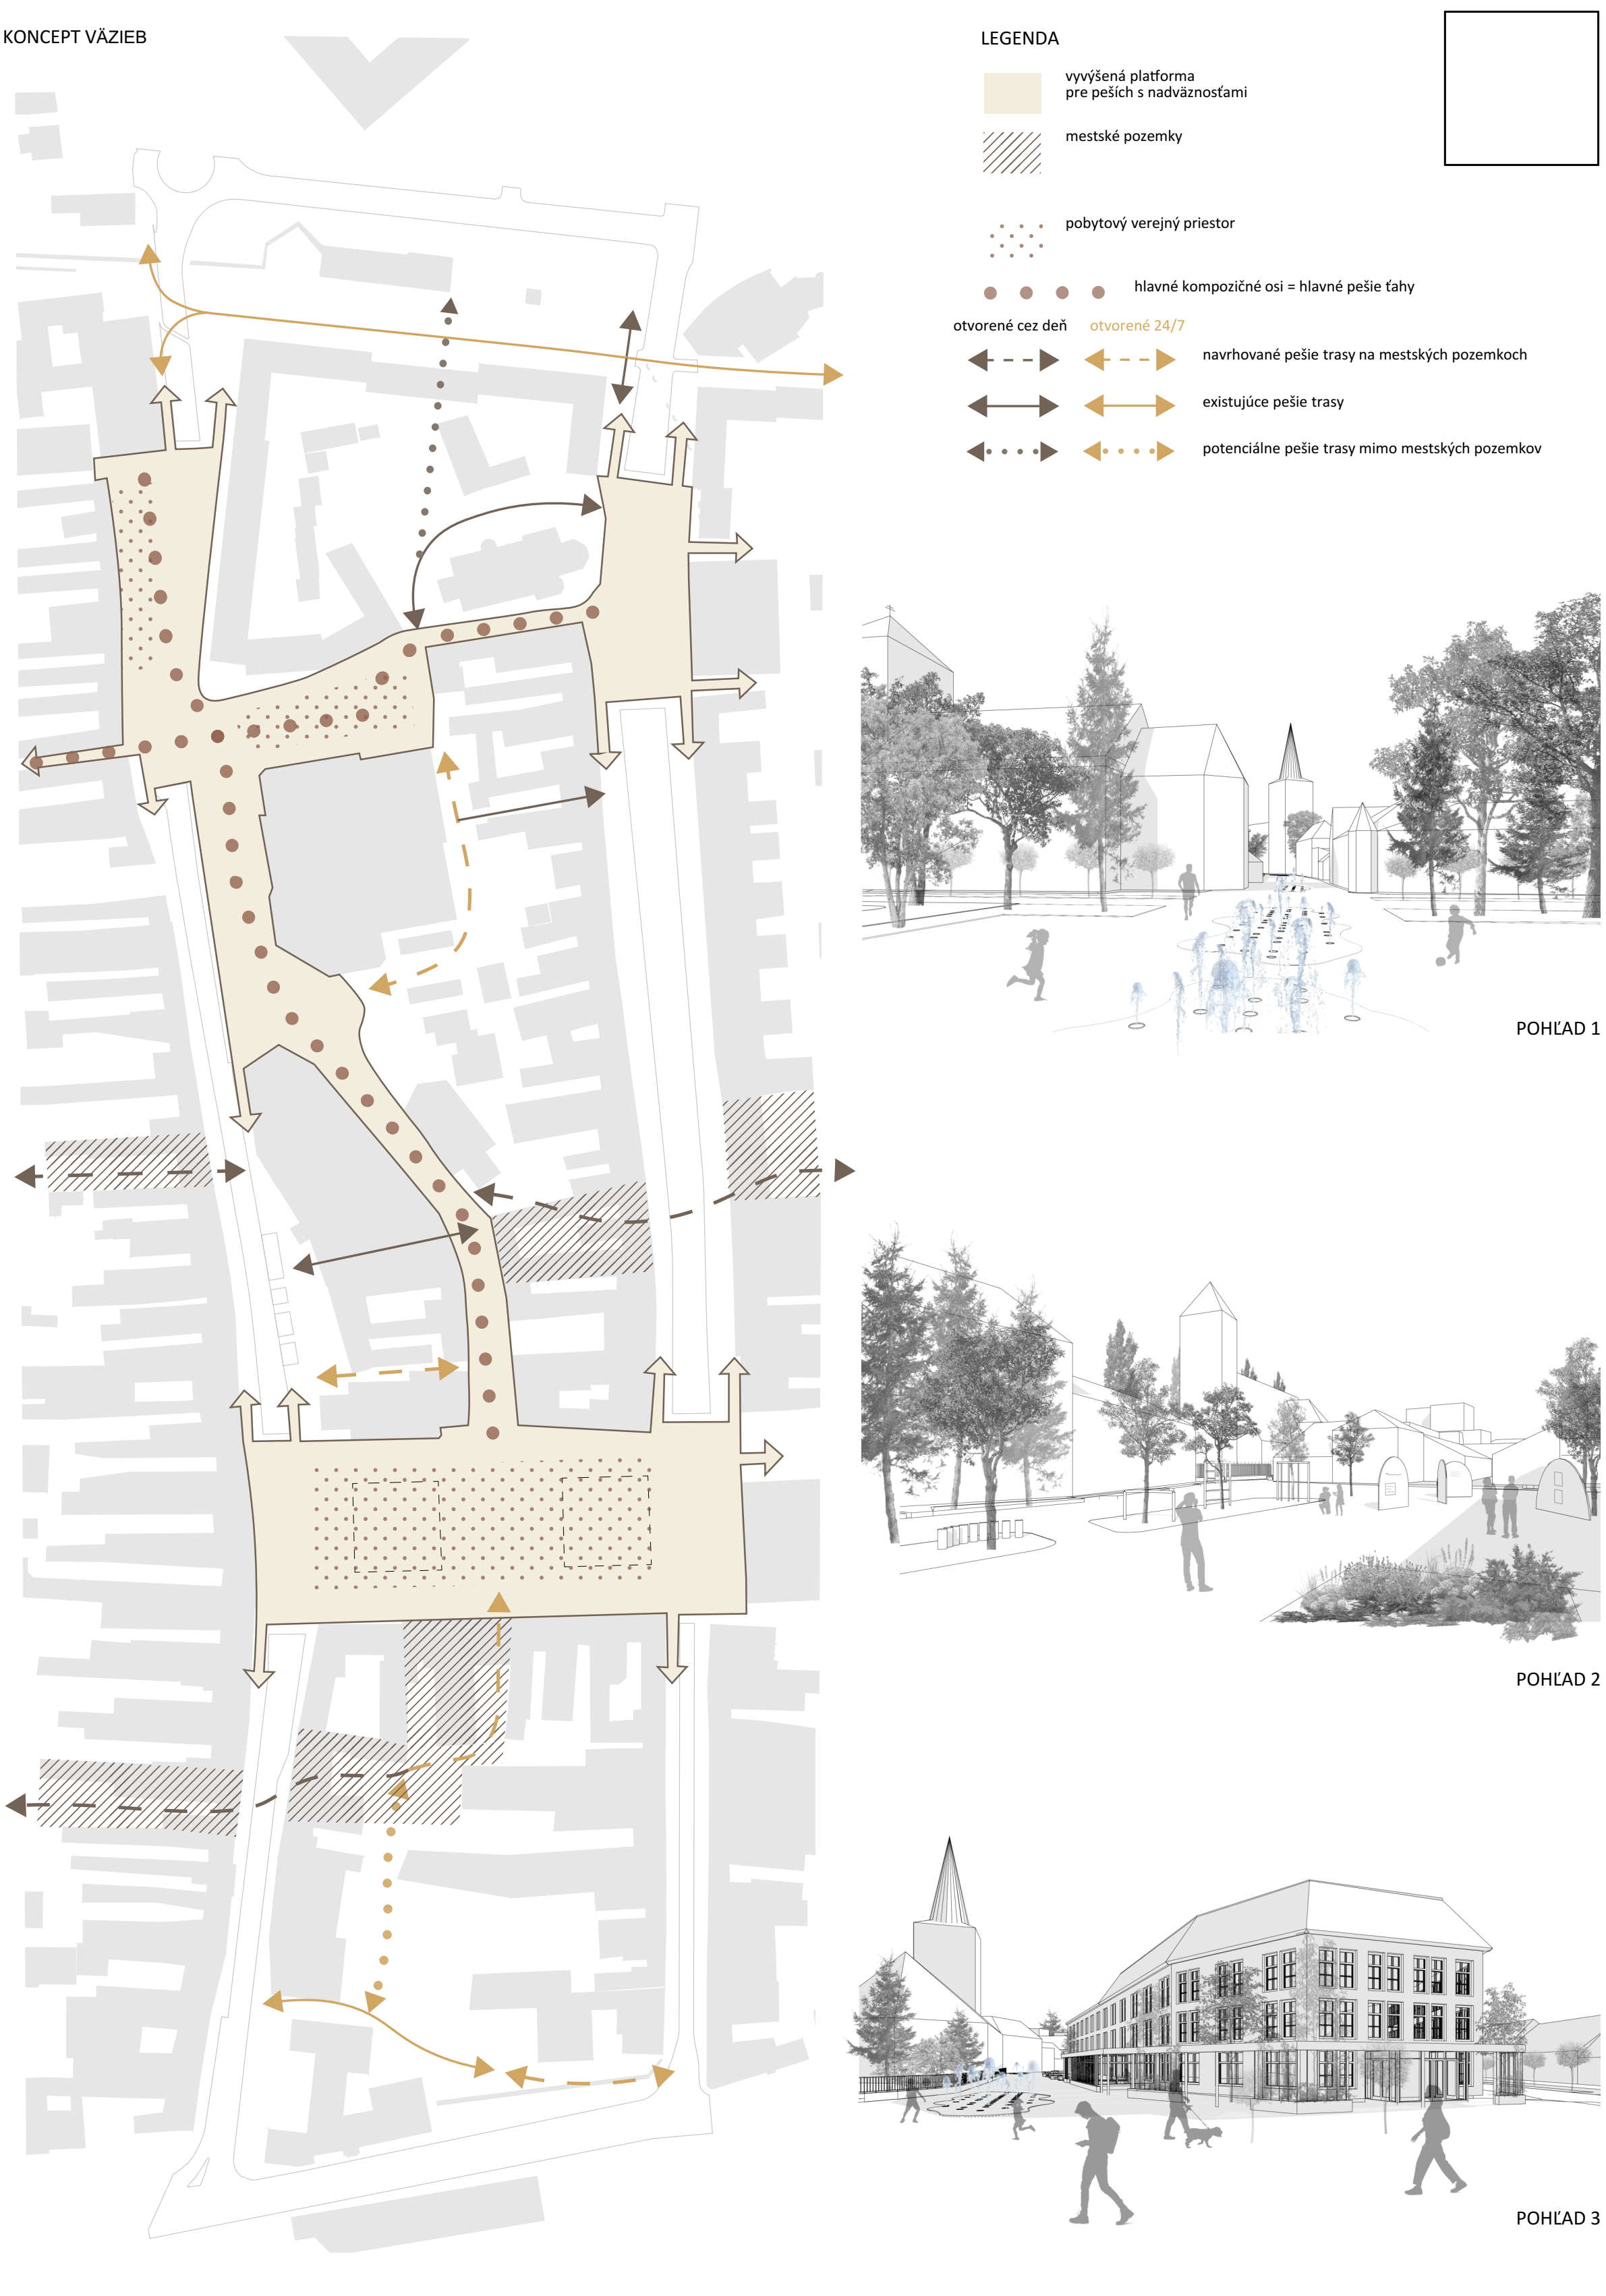 KONCEPT VÄZIEB
LEGENDA
vyvýšená platforma
pre peších s nadväznosťami
mestské pozemky
pobytový verejný priestor
hlavné kompozičné osi = hlavné pešie ťahy
otvorené cez deň otvorené 24/7
navrhované pešie trasy na mestských pozemkoch
existujúce pešie trasy
potenciálne pešie trasy mimo mestských pozemkov
POHĽAD 1
POHĽAD 2
POHĽAD 3